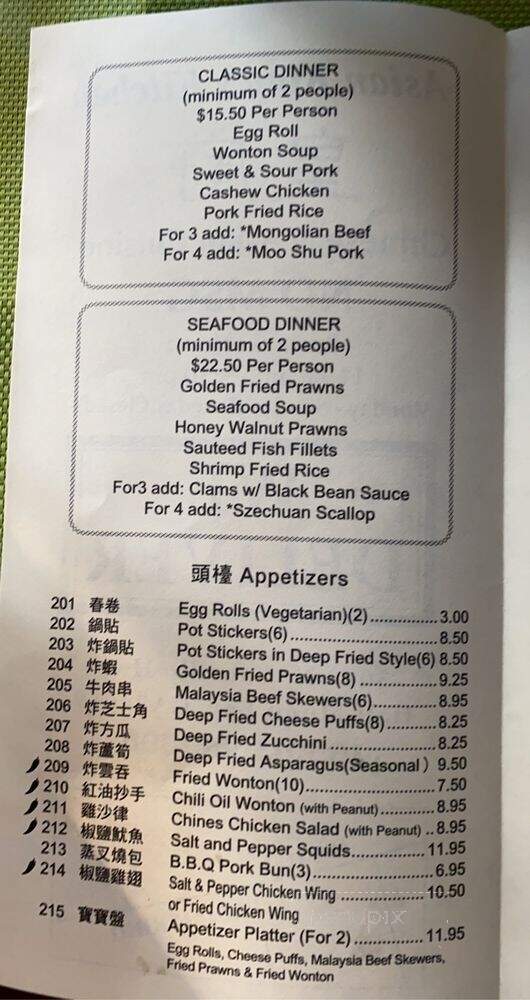 CLASSIC DINNER
(minimum of 2 people)
$15.50 Per Person
Egg Roll
Wonton Soup
Sweet & Sour Pork
Cashew Chicken
Pork Fried Rice
For 3 add: *Mongolian Beef
For 4 add: *Moo Shu Pork
SEAFOOD DINNER
(minimum of 2 people)
$22.50 Per Person
Golden Fried Prawns
Seafood Soup
Honey Walnut Prawns
Sauteed Fish Fillets
Shrimp Fried Rice
For3 add: Clams w/ Black Bean Sauce
For 4 add: *Szechuan Scallop
頭檯 Appetizers
201 春卷 Egg Rolls (Vegetarian)(2)...............3.00
202 鍋貼 Pot Stickers(6)................................8.50
203 炸鍋貼 Pot Stickers in Deep Fried Style(6) 8.50
204 炸蝦 Golden Fried Prawns(8) .................9.25
205 牛肉串 Malaysia Beef Skewers(6).............8.95
206 炸芝士角 Deep Fried Cheese Puffs(8)...........8.25
207 炸方瓜 Deep Fried Zucchini .......................8.25
208 炸蘆筍 Deep Fried Asparagus(Seasonal) 9.50
209 炸雲吞 Fried Wonton(10)............................7.50
210 紅油抄手 Chili Oil Wonton (with Peanut)............8.95
211 雞沙律 Chines Chicken Salad (with Peanut) ..8.95
212 椒鹽魷魚 Salt and Pepper Squids................11.95
213 蒸叉燒包 B.B.Q Pork Bun(3)..........................6.95
214 椒鹽雞翅 Salt & Pepper Chicken Wing ..................10.50
or Fried Chicken Wing
215 寶寶盤 Appetizer Platter (For 2) ...............11.95
Egg Rolls, Cheese Puffs, Malaysia Beef Skewers,
Fried Prawns & Fried Wonton